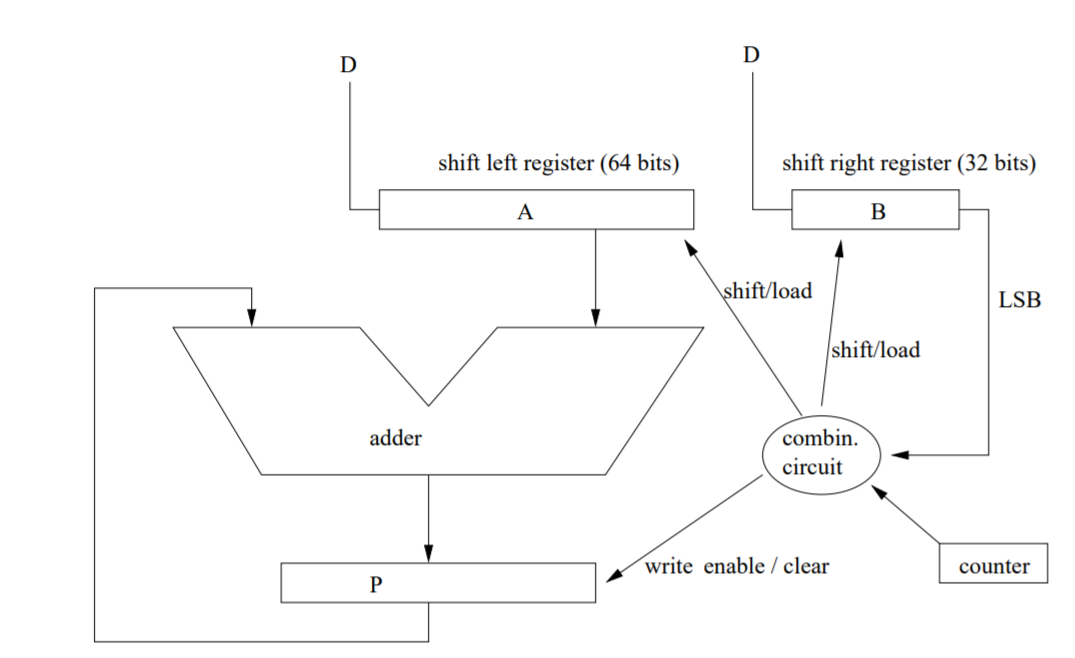 D
D
shift left register (64 bits)
shift right register (32 bits)
A
B
shift/load
LSB
shift/load
adder
combin.
circuit
write enable / clear
counter
P